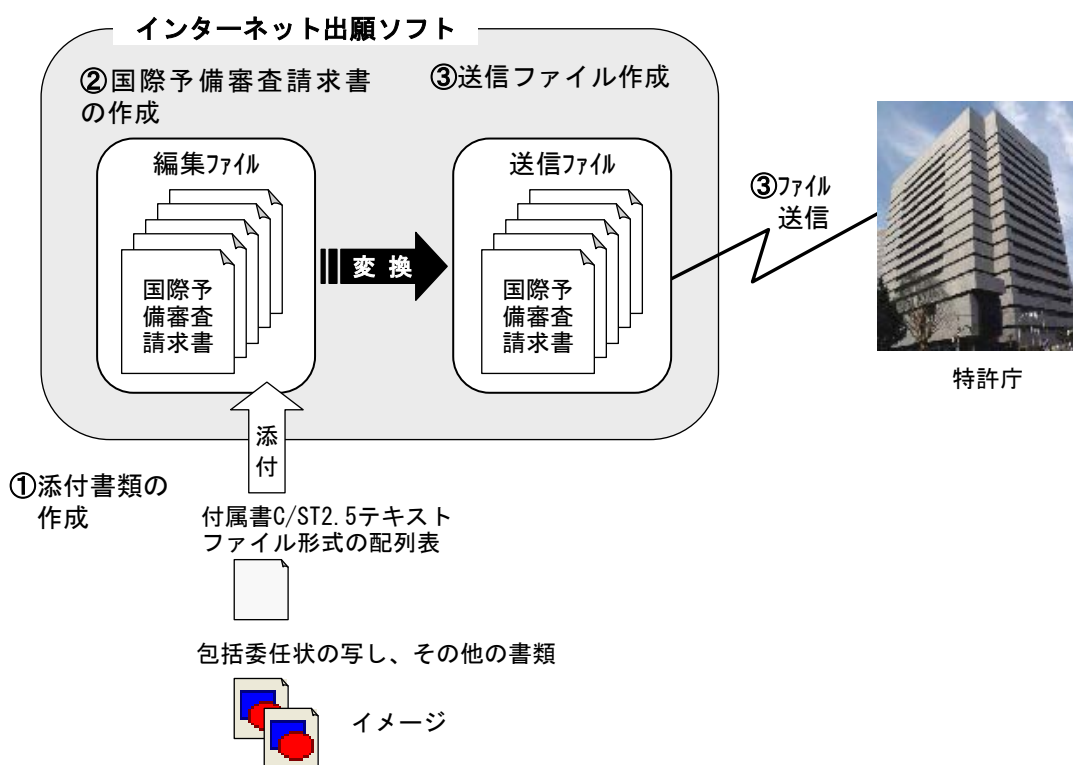 インターネット出願ソフト
②国際予備審査請求書
の作成
③送信ファイル作成
編集ファイル
国際予
備審査
請求書
変換
送信ファイル
国際予
備審査
請求書
③ファイル
送信
特許庁
添
付
①添付書類の
作成
付属書C/ST2.5テキスト
ファイル形式の配列表
包括委任状の写し、その他の書類
イメージ